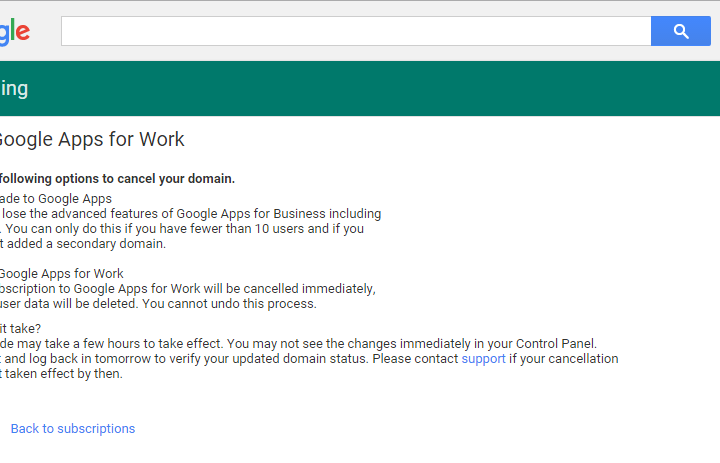 gle
ing
Google Apps for Work
following options to cancel your domain.
ade to Google Apps
lose the advanced features of Google Apps for Business including
. You can only do this if you have fewer than 10 users and if you
t added a secondary domain.
Google Apps for Work
bscription to Google Apps for Work will be cancelled immediately,
user data will be deleted. You cannot undo this process.
it take?
de may take a few hours to take effect. You may not see the changes immediately in your Control Panel.
t and log back in tomorrow to verify your updated domain status. Please contact support if your cancellation
t taken effect by then.
Back to subscriptions